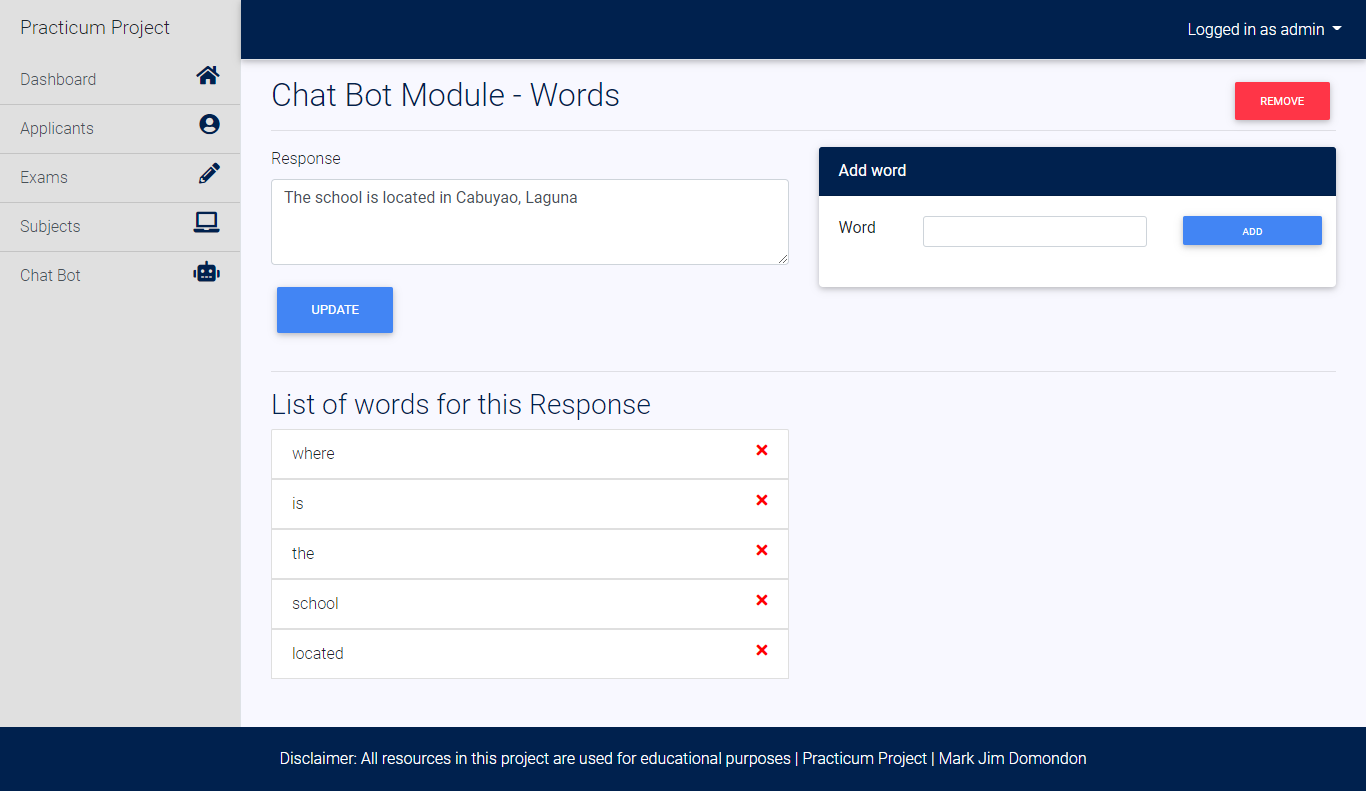 Practicum Project
Logged in as admin
Dashboard
Applicants
Exams
Subjects
Chat Bot
Chat Bot Module - Words
REMOVE
Response
The school is located in Cabuyao, Laguna
UPDATE
Add word
Word
ADD
List of words for this Response
where
is
the
school
located
Disclaimer: All resources in this project are used for educational purposes | Practicum Project | Mark Jim Domondon